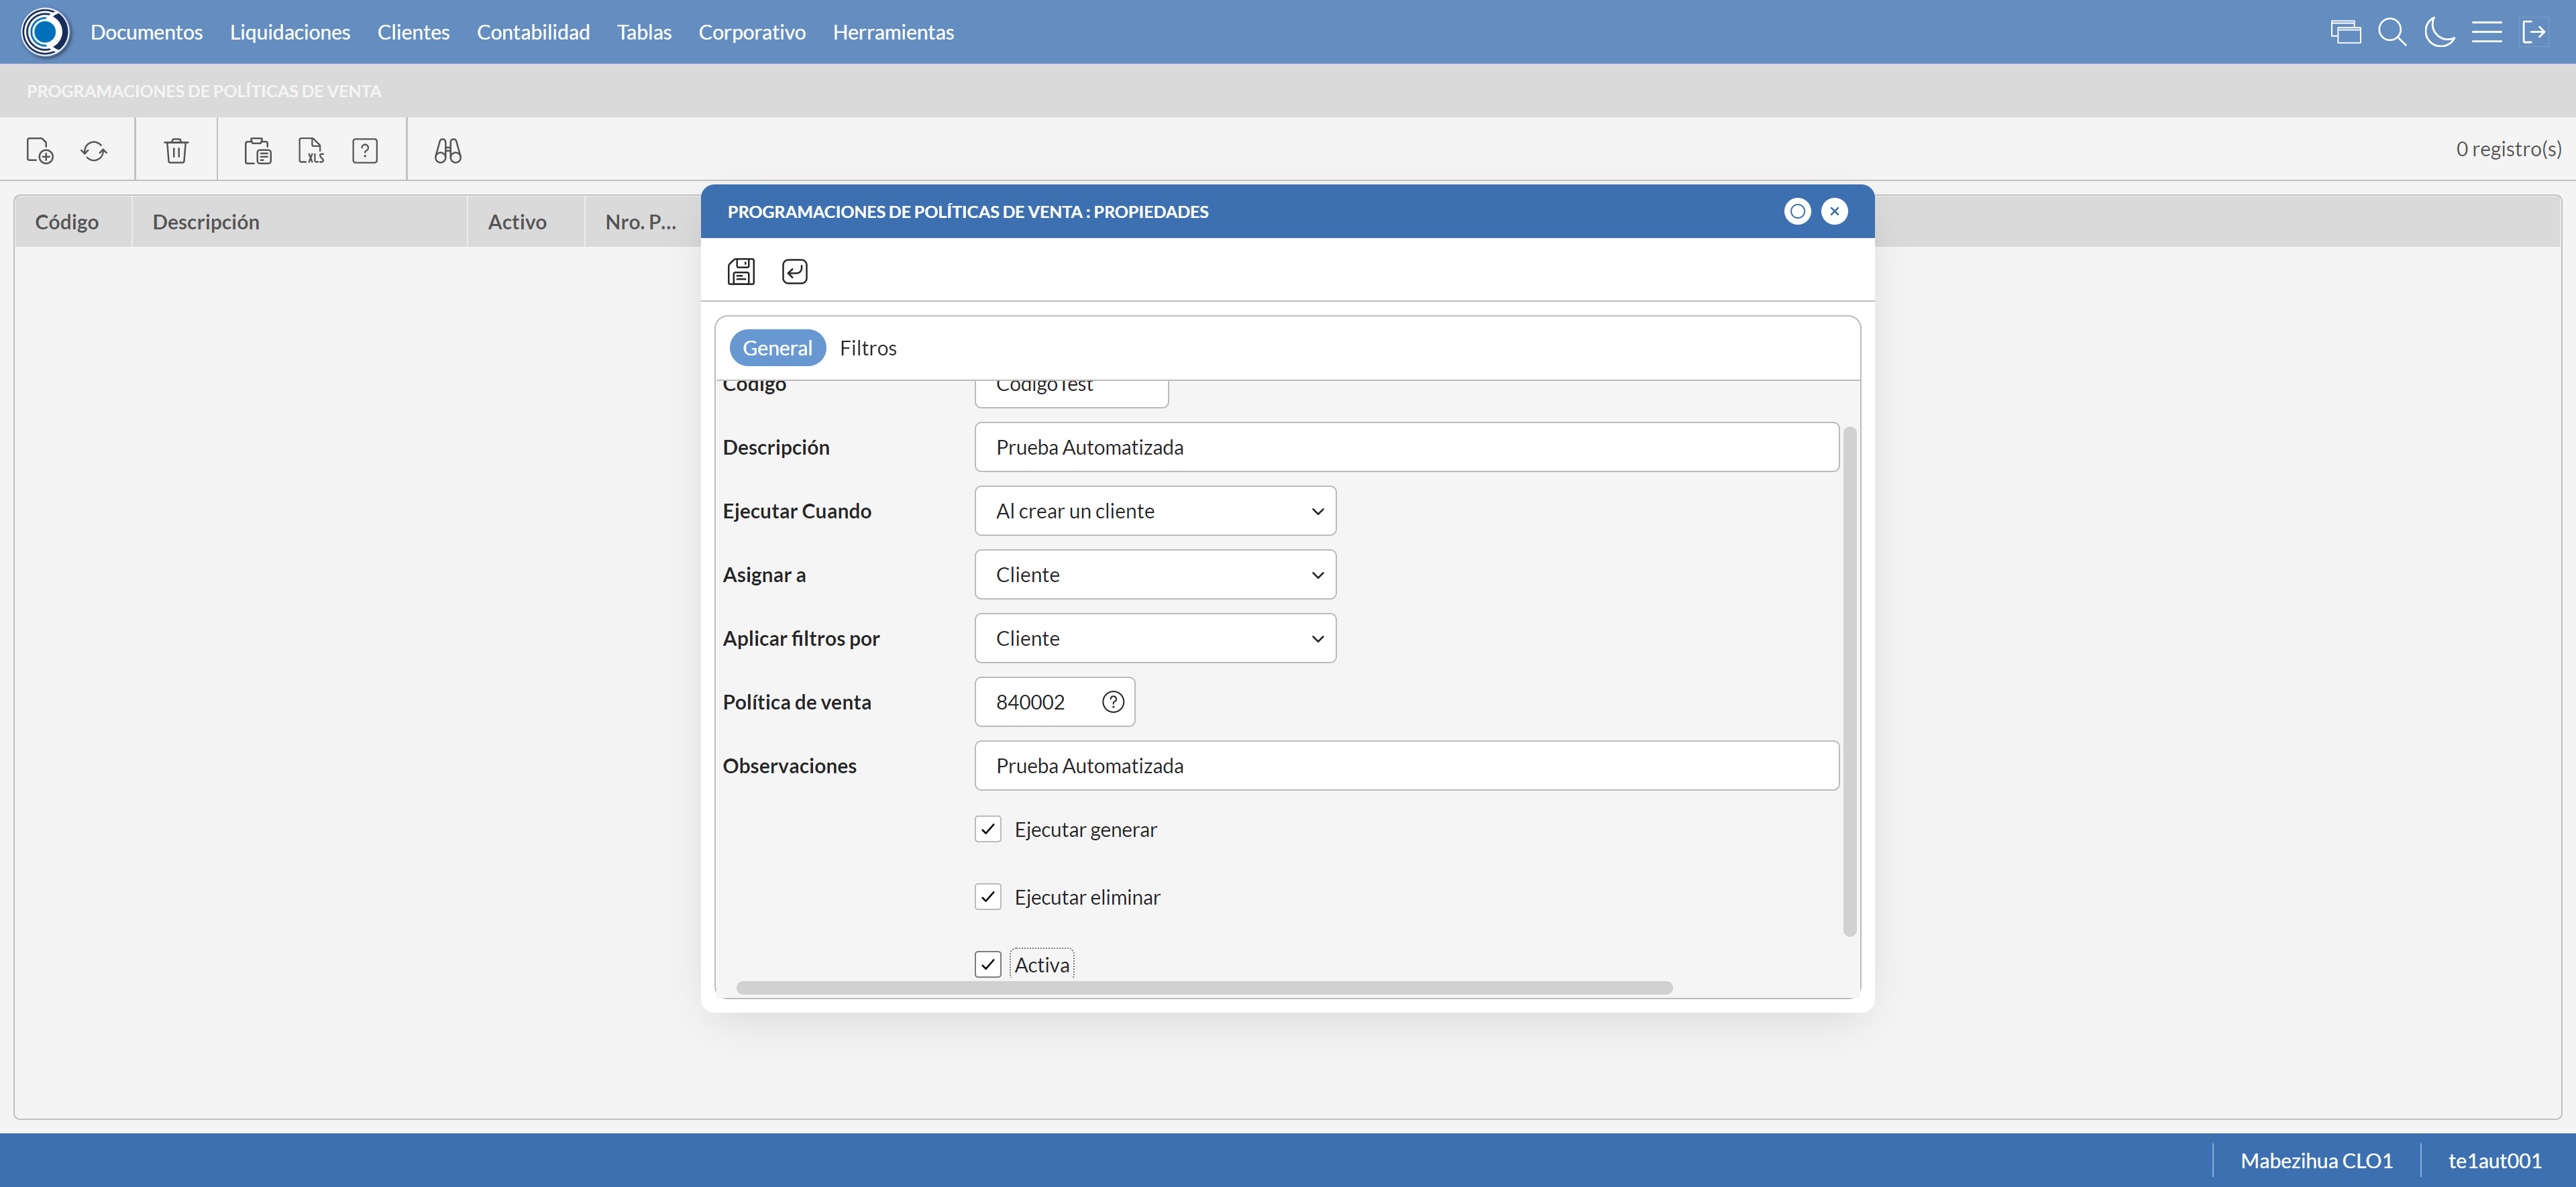 Documentos Liquidaciones Clientes Contabilidad Tablas Corporativo Herramientas
PROGRAMACIONES DE POLÍTICAS DE VENTA
XLS ?
0 registro(s)
Código Descripción Activo Nro. P...
PROGRAMACIONES DE POLÍTICAS DE VENTA : PROPIEDADES
General Filtros
Código CodigoTest
Descripción Prueba Automatizada
Ejecutar Cuando Al crear un cliente
Asignar a Cliente
Aplicar filtros por Cliente
Política de venta 840002 ?
Observaciones Prueba Automatizada
Ejecutar generar
Ejecutar eliminar
Activa
Mabezihua CLO1 te1aut001